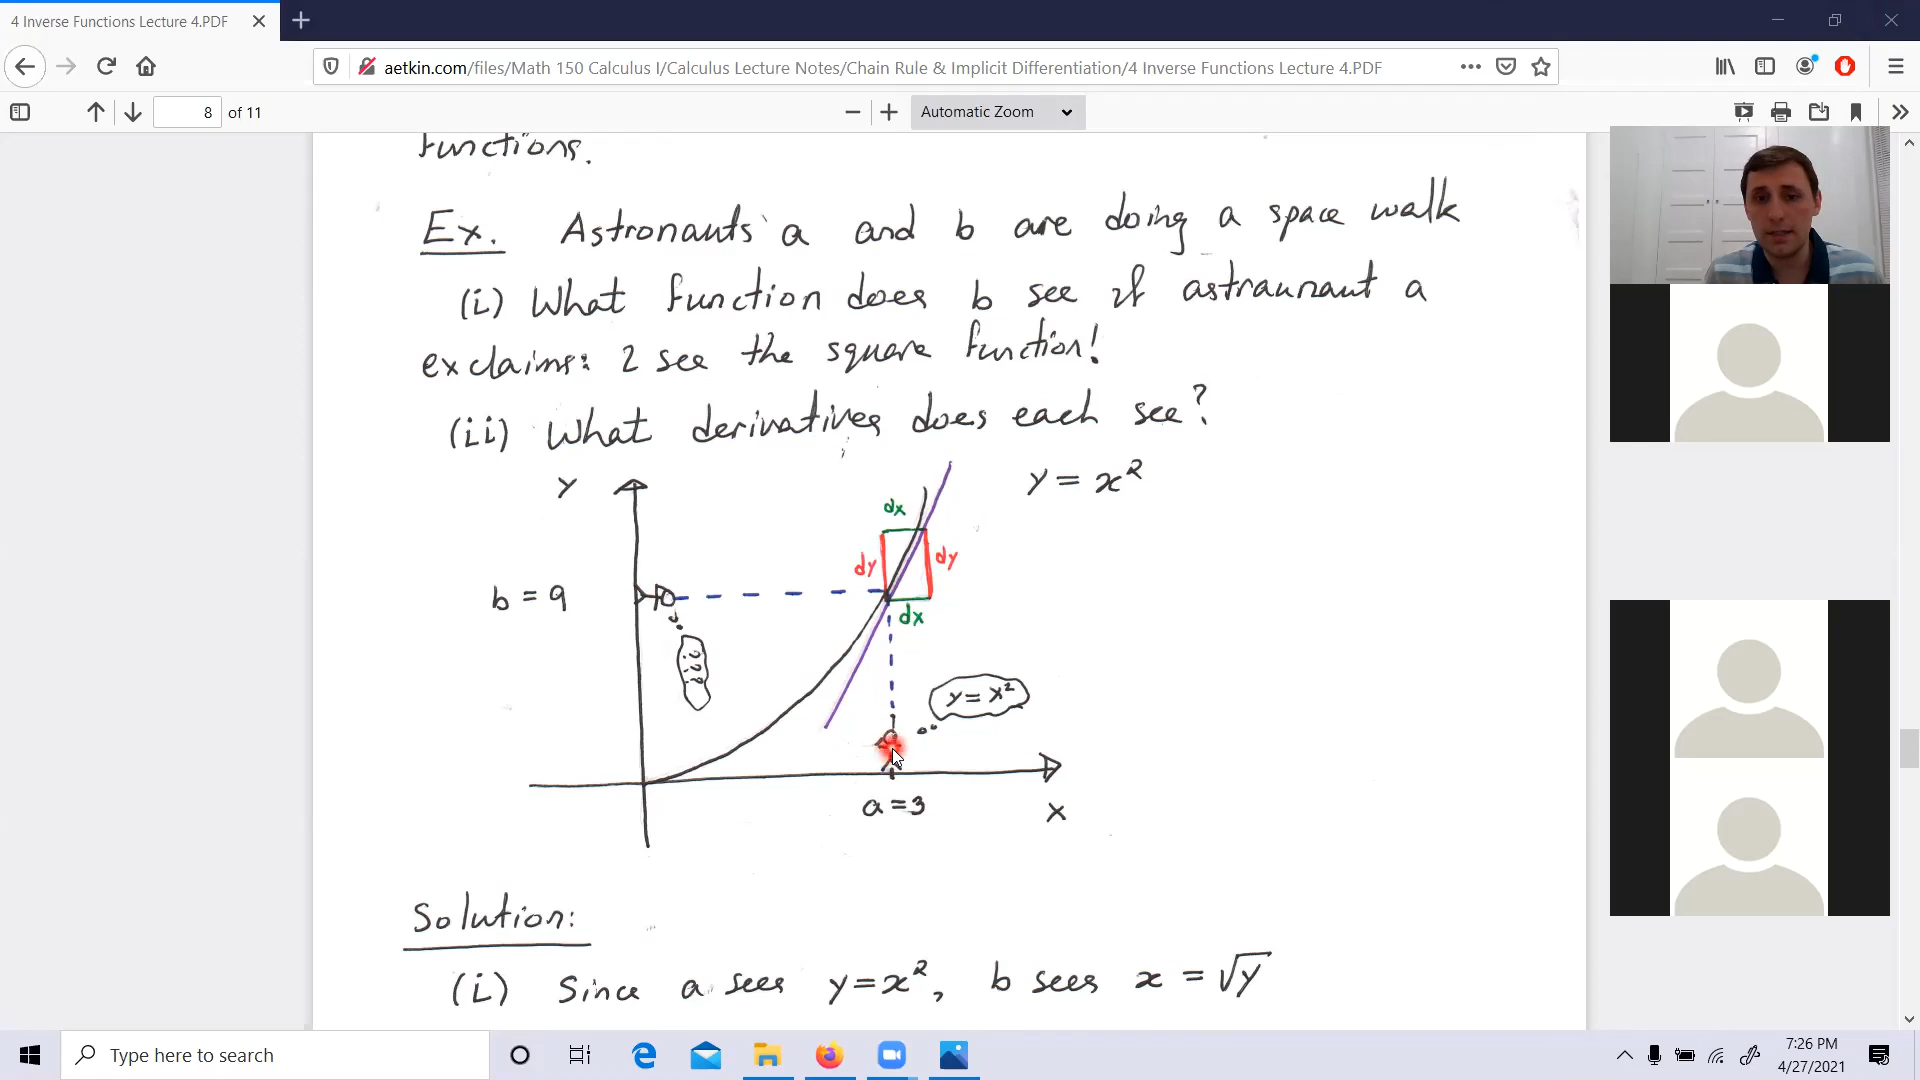 4 Inverse Functions Lecture 4.PDF
aetkin.com/files/Math 150 Calculus I/Calculus Lecture Notes/Chain Rule & Implicit Differentiation/4 Inverse Functions Lecture 4.PDF
8 of 11
Automatic Zoom
functions.
Ex. Astronauts a and b are doing a space walk
(i) What function does b see if astraunant a
exclaims: I see the square function!
(ii) What derivatives does each see?
y
y = x²
dx
dy
dy
b = 9
dx
???
y = x²
a = 3
x
Solution:
(i) Since a sees y = x², b sees x = √y
Type here to search
7:26 PM
4/27/2021